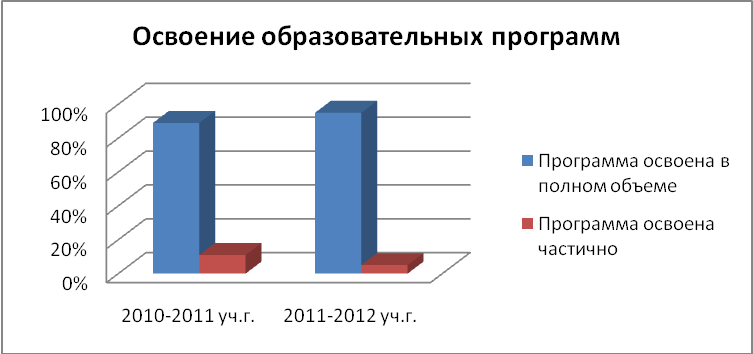 Освоение образовательных программ
100%
80%
60%
40%
20%
0%
2010-2011 уч.г.
2011-2012 уч.г.
Программа освоена в
полном объеме
Программа освоена
частично